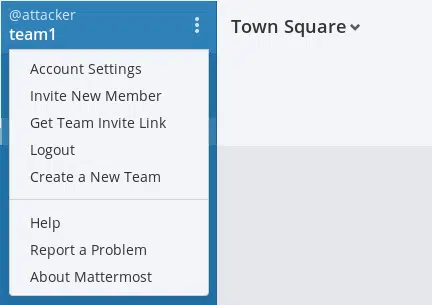 @attacker
team1
Town Square
Account Settings
Invite New Member
Get Team Invite Link
Logout
Create a New Team
Help
Report a Problem
About Mattermost